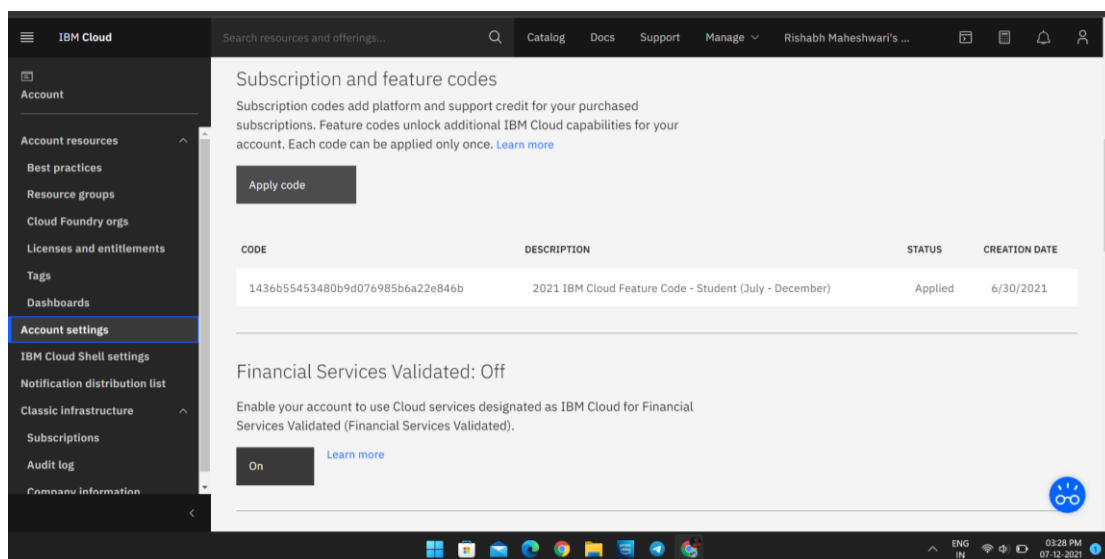 IBM Cloud
Search resources and offerings...
Catalog
Docs
Support
Manage
Rishabh Maheshwari's ...
Account
Account resources
Best practices
Resource groups
Cloud Foundry orgs
Licenses and entitlements
Tags
Dashboards
Account settings
IBM Cloud Shell settings
Notification distribution list
Classic infrastructure
Subscriptions
Audit log
Company information
Subscription and feature codes
Subscription codes add platform and support credit for your purchased
subscriptions. Feature codes unlock additional IBM Cloud capabilities for your
account. Each code can be applied only once. Learn more
Apply code
CODE DESCRIPTION STATUS CREATION DATE
1436b55453480b9d076985b6a22e846b 2021 IBM Cloud Feature Code - Student (July - December) Applied 6/30/2021
Financial Services Validated: Off
Enable your account to use Cloud services designated as IBM Cloud for Financial
Services Validated (Financial Services Validated).
On
Learn more
ENG
IN
03:28 PM
07-12-2021
1